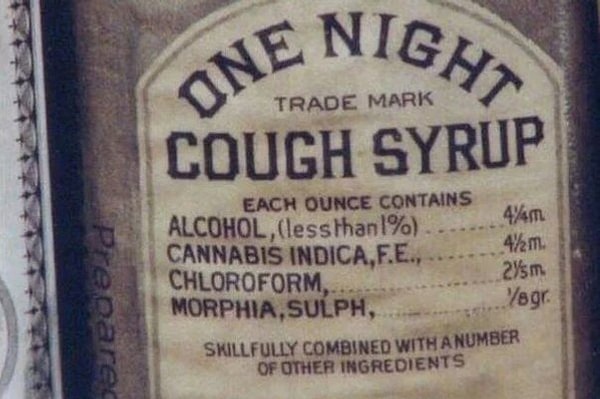 ONE NIGHT
TRADE MARK
COUGH SYRUP
EACH OUNCE CONTAINS
ALCOHOL, (less than 1%) 4¼m.
CANNABIS INDICA, F.E., 4½m.
CHLOROFORM, 2⅕m.
MORPHIA, SULPH, ⅛gr.
SKILLFULLY COMBINED WITH A NUMBER
OF OTHER INGREDIENTS
Prepared